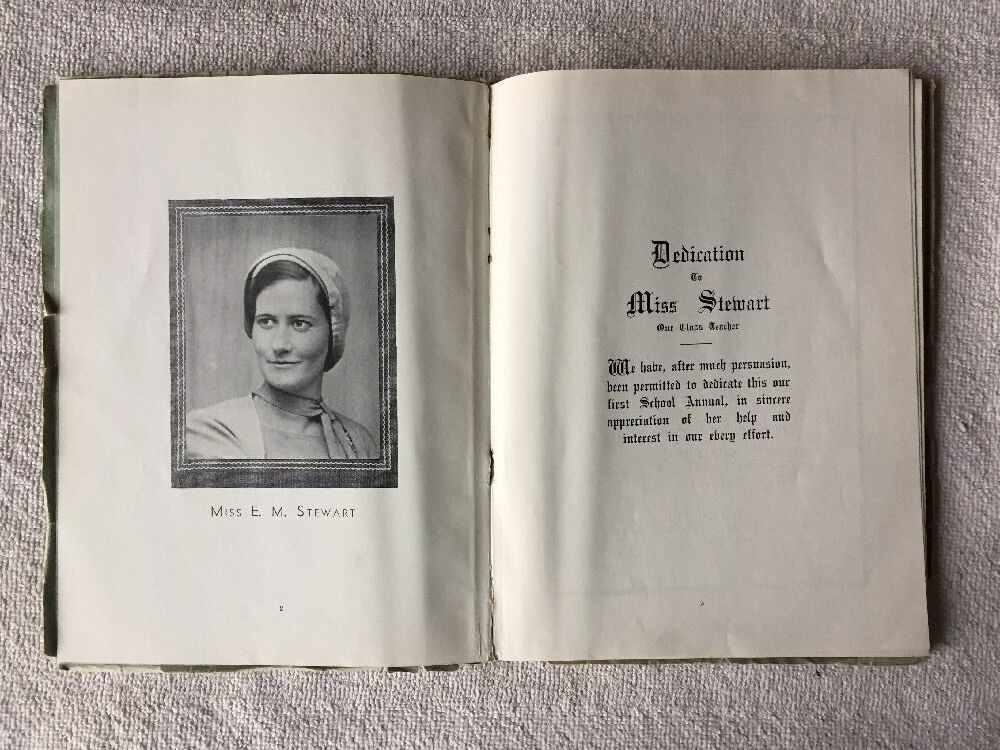 MISS E. M. STEWART
2
Dedication
To
Miss Stewart
Our Class Teacher
We have, after much persuasion,
been permitted to dedicate this our
first School Annual, in sincere
appreciation of her help and
interest in our every effort.